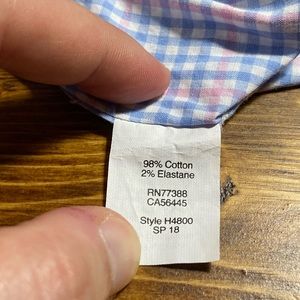 98% Cotton
2% Elastane
RN77388
CA56445
Style H4800
SP 18